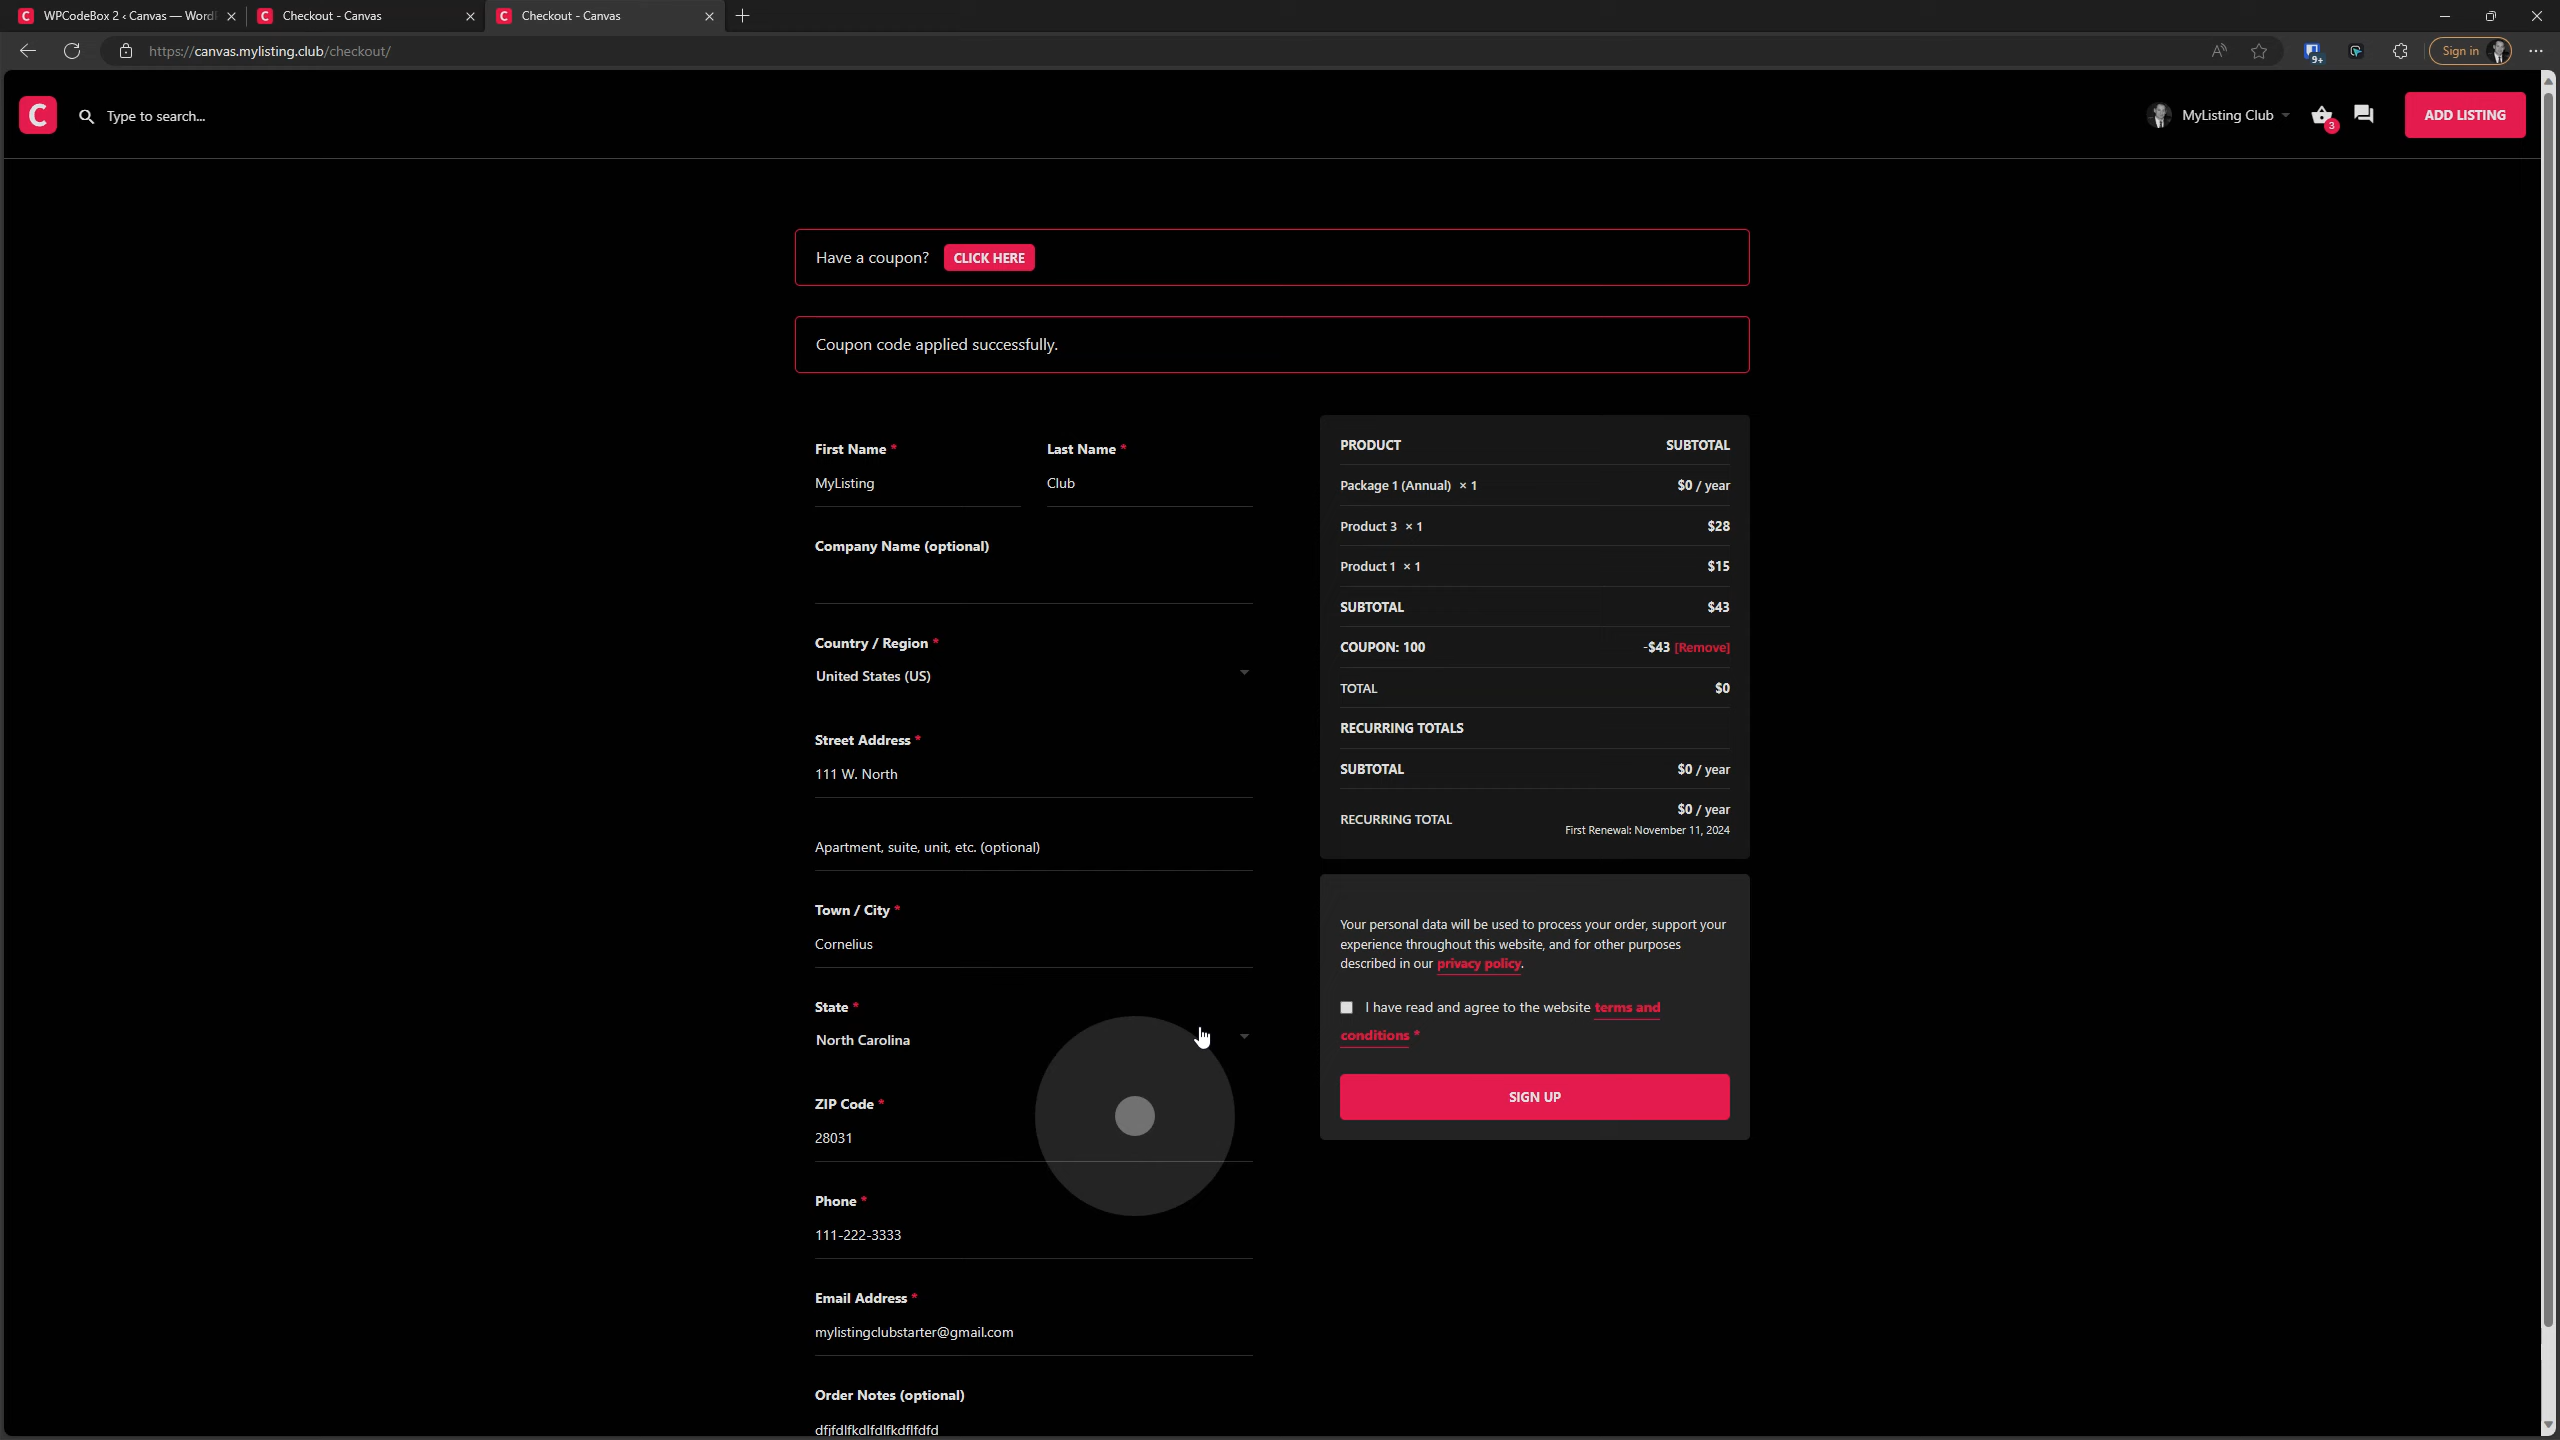 WPCodeBox 2 ‹ Canvas — Word
Checkout - Canvas
Checkout - Canvas
https://canvas.mylisting.club/checkout/
9+
Sign in
C
Type to search...
MyListing Club
3
ADD LISTING
Have a coupon?
CLICK HERE
Coupon code applied successfully.
First Name *
Last Name *
MyListing
Club
Company Name (optional)
Country / Region *
United States (US)
Street Address *
111 W. North
Apartment, suite, unit, etc. (optional)
Town / City *
Cornelius
State *
North Carolina
ZIP Code *
28031
Phone *
111-222-3333
Email Address *
mylistingclubstarter@gmail.com
Order Notes (optional)
PRODUCT SUBTOTAL
Package 1 (Annual) × 1 $0 / year
Product 3 × 1 $28
Product 1 × 1 $15
SUBTOTAL $43
COUPON: 100 -$43 [Remove]
TOTAL $0
RECURRING TOTALS
SUBTOTAL $0 / year
RECURRING TOTAL $0 / year
First Renewal: November 11, 2024
Your personal data will be used to process your order, support your
experience throughout this website, and for other purposes
described in our privacy policy.
I have read and agree to the website terms and
conditions *
SIGN UP